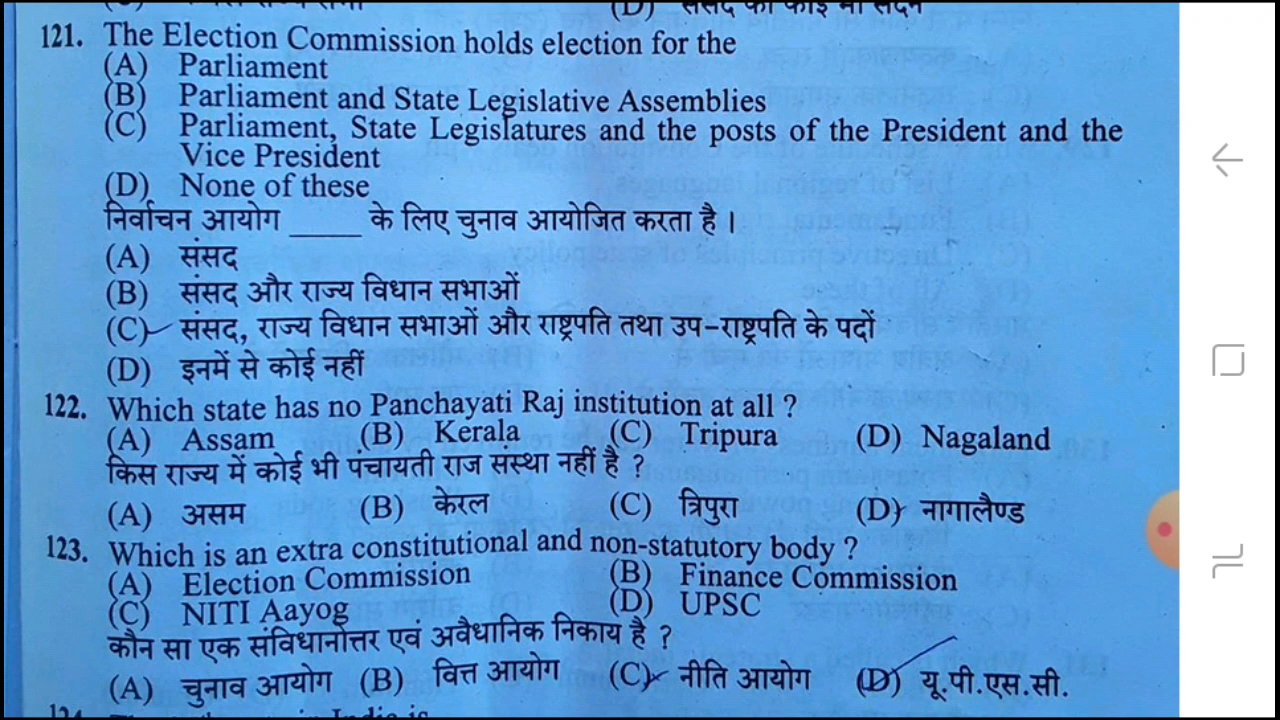 (D) संसद का कोई भी सदन
121. The Election Commission holds election for the
(A) Parliament
(B) Parliament and State Legislative Assemblies
(C) Parliament, State Legislatures and the posts of the President and the
Vice President
(D) None of these
निर्वाचन आयोग _____ के लिए चुनाव आयोजित करता है।
(A) संसद
(B) संसद और राज्य विधान सभाओं
(C) संसद, राज्य विधान सभाओं और राष्ट्रपति तथा उप-राष्ट्रपति के पदों
(D) इनमें से कोई नहीं
122. Which state has no Panchayati Raj institution at all ?
(A) Assam (B) Kerala (C) Tripura (D) Nagaland
किस राज्य में कोई भी पंचायती राज संस्था नहीं है ?
(A) असम (B) केरल (C) त्रिपुरा (D) नागालैण्ड
123. Which is an extra constitutional and non-statutory body ?
(A) Election Commission (B) Finance Commission
(C) NITI Aayog (D) UPSC
कौन सा एक संविधानोत्तर एवं अवैधानिक निकाय है ?
(A) चुनाव आयोग (B) वित्त आयोग (C) नीति आयोग (D) यू.पी.एस.सी.